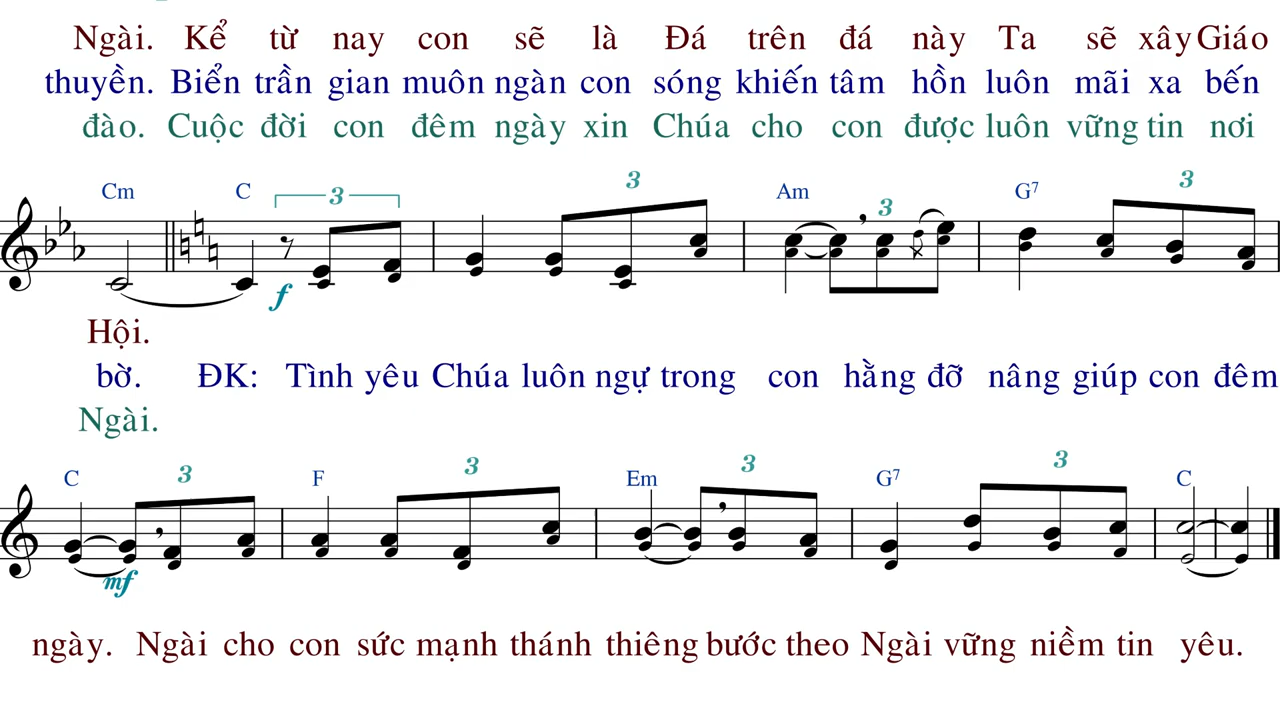 Ngài. Kể từ nay con sẽ là Đá trên đá này Ta sẽ xây Giáo
thuyền. Biển trần gian muôn ngàn con sóng khiến tâm hồn luôn mãi xa bến
đào. Cuộc đời con đêm ngày xin Chúa cho con được luôn vững tin nơi
3 3
Cm C 3 Am 3 G7
f
Hội.
bờ. ĐK: Tình yêu Chúa luôn ngự trong con hằng đỡ nâng giúp con đêm
Ngài.
3 3 3 3
C F Em G7 C
mf
ngày. Ngài cho con sức mạnh thánh thiêng bước theo Ngài vững niềm tin yêu.